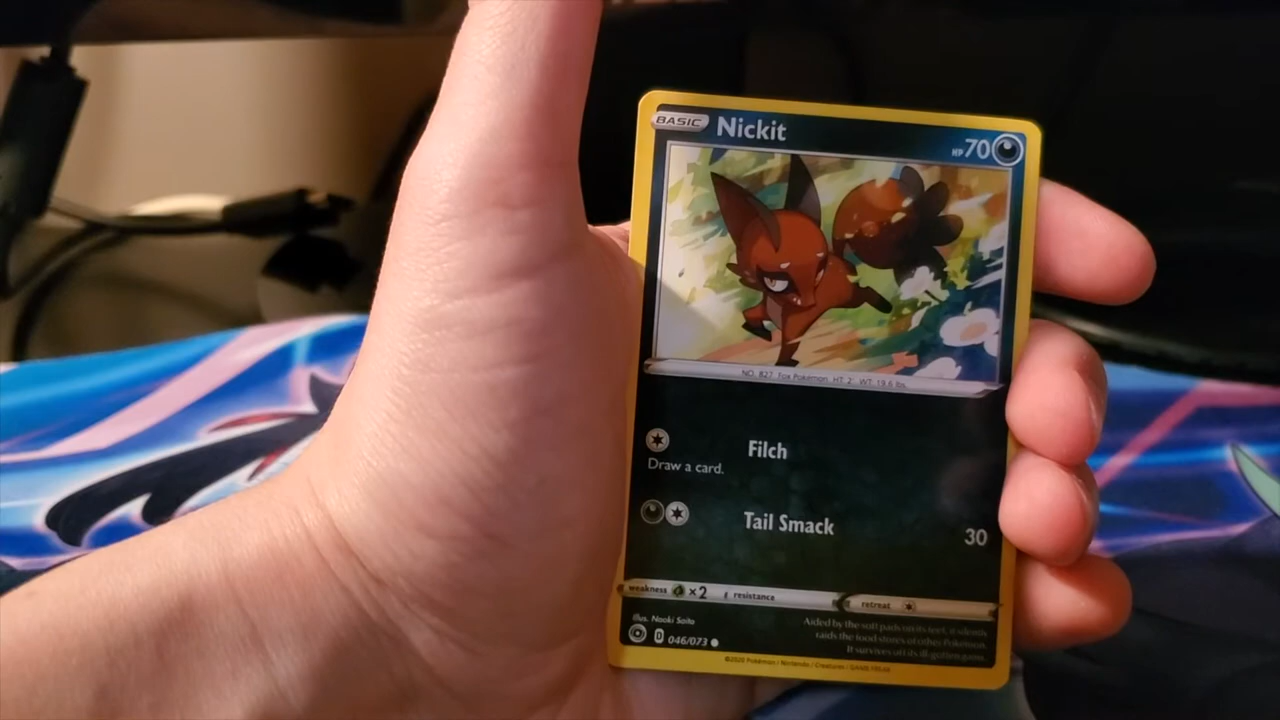 BASIC Nickit HP 70
NO. 827 Fox Pokémon HT: 2' WT: 19.6 lbs.
Filch
Draw a card.
Tail Smack 30
weakness ×2 resistance retreat
Illus. Naoki Saito
D 046/073
Aided by the soft pads on its feet, it silently
raids the food stores of other Pokémon.
It survives off its ill-gotten gains.
©2020 Pokémon / Nintendo / Creatures / GAME FREAK